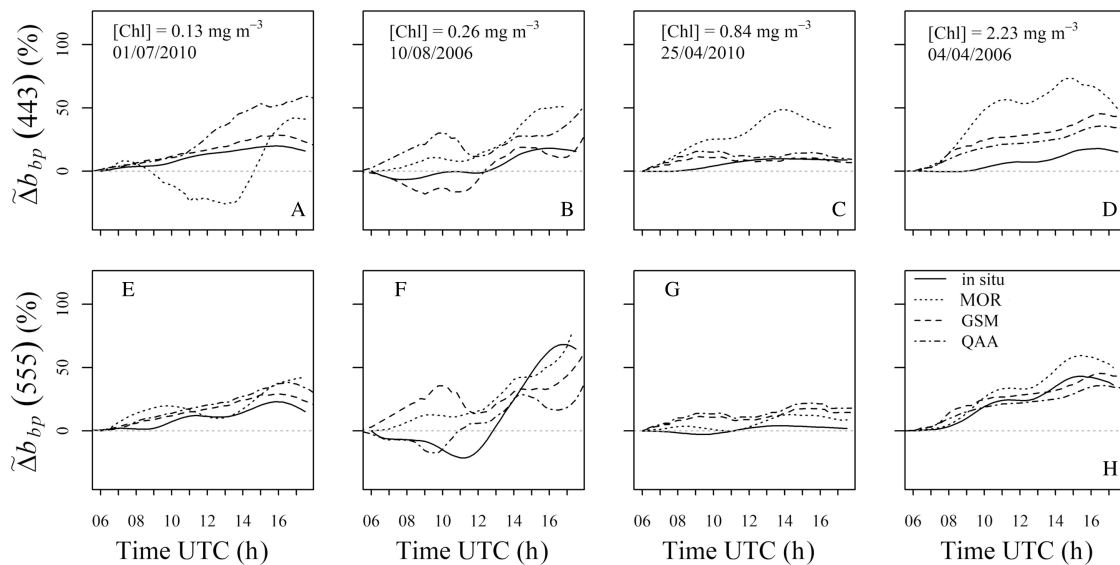 [Chl] = 0.13 mg m⁻³
01/07/2010
[Chl] = 0.26 mg m⁻³
10/08/2006
[Chl] = 0.84 mg m⁻³
25/04/2010
[Chl] = 2.23 mg m⁻³
04/04/2006
Δ̃b_bp (443) (%)
100
50
0
A
B
C
D
Δ̃b_bp (555) (%)
100
50
0
E
F
G
H
in situ
MOR
GSM
QAA
06 08 10 12 14 16
06 08 10 12 14 16
06 08 10 12 14 16
06 08 10 12 14 16
Time UTC (h)
Time UTC (h)
Time UTC (h)
Time UTC (h)